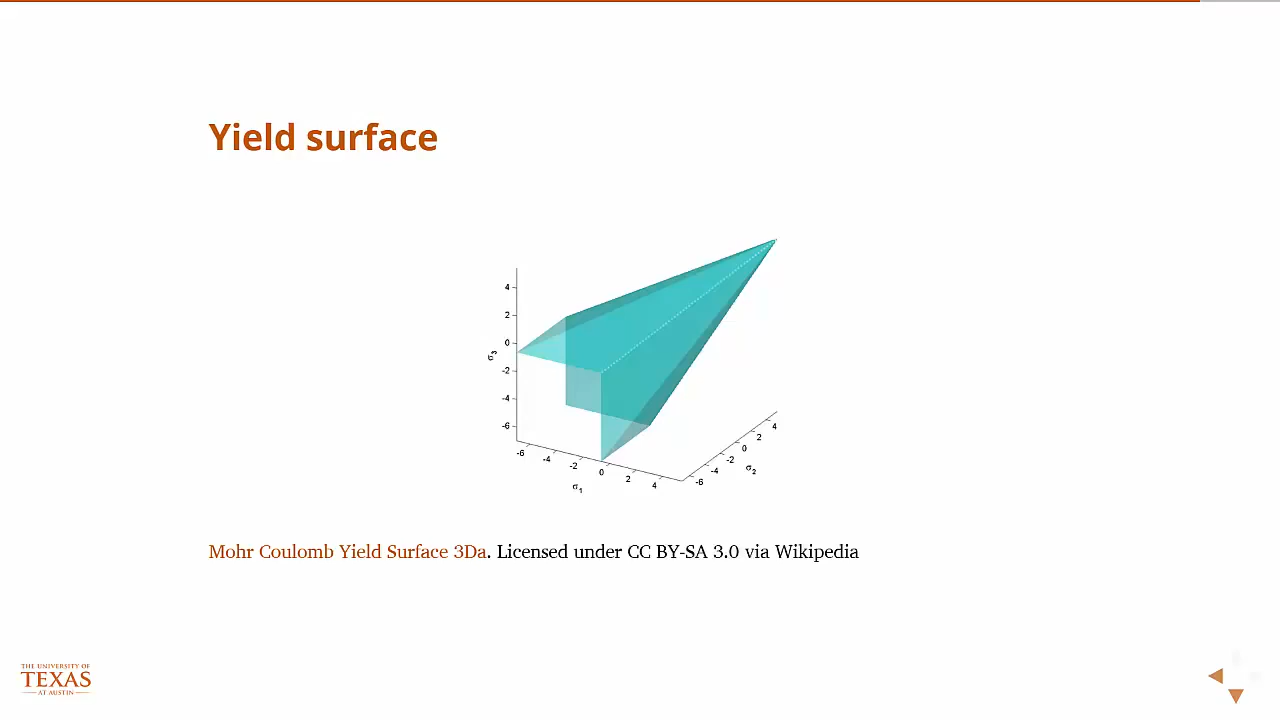 Yield surface
4
2
0
-2
-4
-6
σ3
-6
-4
-2
0
2
4
σ1
-6
-4
-2
0
2
4
σ2
Mohr Coulomb Yield Surface 3Da. Licensed under CC BY-SA 3.0 via Wikipedia
THE UNIVERSITY OF
TEXAS
AT AUSTIN